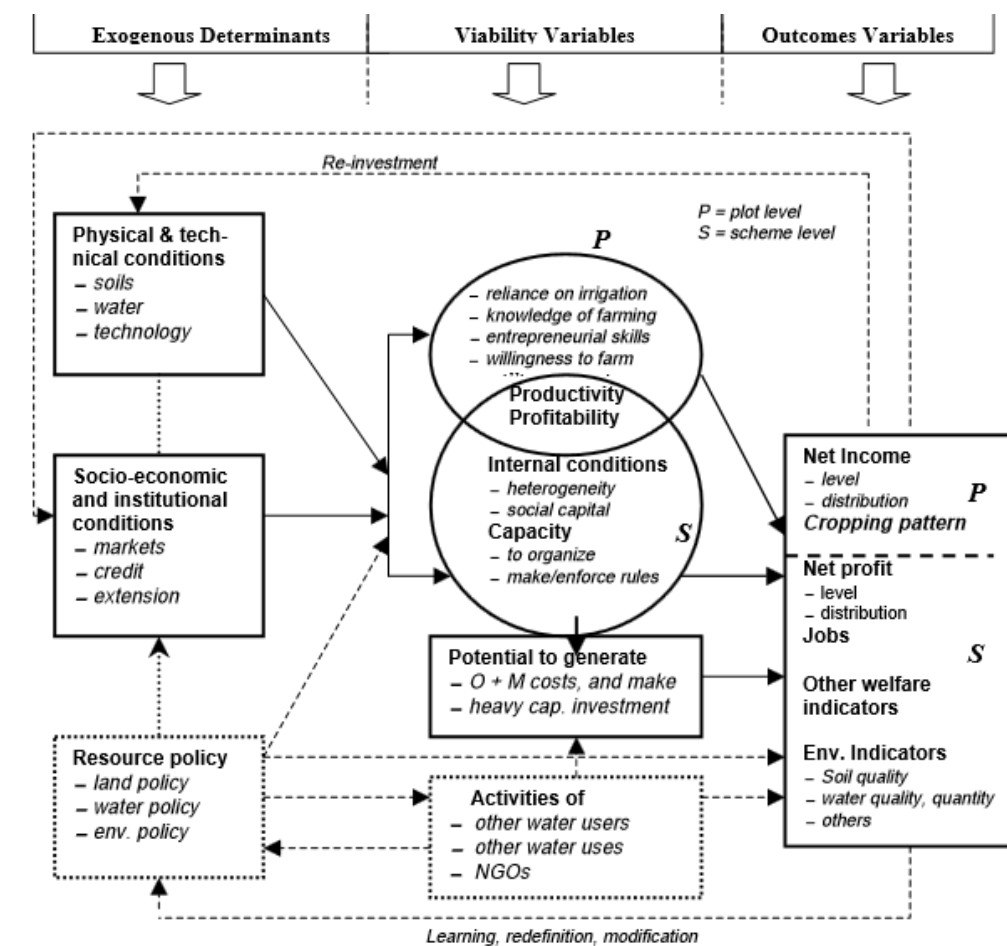 Exogenous Determinants
Viability Variables
Outcomes Variables
Re-investment
P = plot level
S = scheme level
Physical & tech-
nical conditions
– soils
– water
– technology
Socio-economic
and institutional
conditions
– markets
– credit
– extension
Resource policy
– land policy
– water policy
– env. policy
P
– reliance on irrigation
– knowledge of farming
– entrepreneurial skills
– willingness to farm
Productivity
Profitability
Internal conditions
– heterogeneity
– social capital
Capacity
– to organize
– make/enforce rules
S
Potential to generate
– O + M costs, and make
– heavy cap. investment
Activities of
– other water users
– other water uses
– NGOs
Net Income
– level
– distribution
Cropping pattern
P
Net profit
– level
– distribution
Jobs
S
Other welfare
indicators
Env. Indicators
– Soil quality
– water quality, quantity
– others
Learning, redefinition, modification